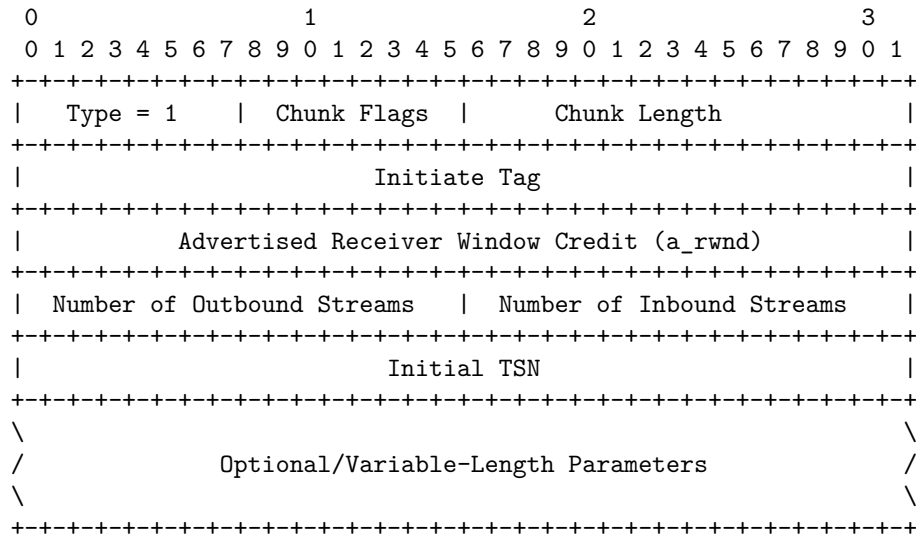 0                   1                   2                   3
0 1 2 3 4 5 6 7 8 9 0 1 2 3 4 5 6 7 8 9 0 1 2 3 4 5 6 7 8 9 0 1
+-+-+-+-+-+-+-+-+-+-+-+-+-+-+-+-+-+-+-+-+-+-+-+-+-+-+-+-+-+-+-+-+
|   Type = 1    |  Chunk Flags  |      Chunk Length             |
+-+-+-+-+-+-+-+-+-+-+-+-+-+-+-+-+-+-+-+-+-+-+-+-+-+-+-+-+-+-+-+-+
|                         Initiate Tag                          |
+-+-+-+-+-+-+-+-+-+-+-+-+-+-+-+-+-+-+-+-+-+-+-+-+-+-+-+-+-+-+-+-+
|           Advertised Receiver Window Credit (a_rwnd)          |
+-+-+-+-+-+-+-+-+-+-+-+-+-+-+-+-+-+-+-+-+-+-+-+-+-+-+-+-+-+-+-+-+
|  Number of Outbound Streams   |  Number of Inbound Streams    |
+-+-+-+-+-+-+-+-+-+-+-+-+-+-+-+-+-+-+-+-+-+-+-+-+-+-+-+-+-+-+-+-+
|                          Initial TSN                          |
+-+-+-+-+-+-+-+-+-+-+-+-+-+-+-+-+-+-+-+-+-+-+-+-+-+-+-+-+-+-+-+-+
\                                                               \
/              Optional/Variable-Length Parameters              /
\                                                               \
+-+-+-+-+-+-+-+-+-+-+-+-+-+-+-+-+-+-+-+-+-+-+-+-+-+-+-+-+-+-+-+-+